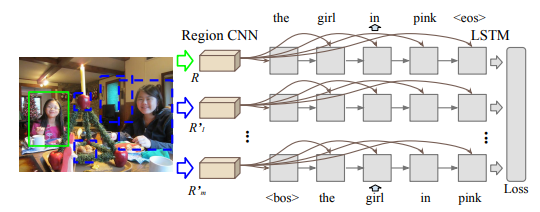 the girl in pink <eos>
Region CNN LSTM
R
R'1
R'm
<bos> the girl in pink
Loss